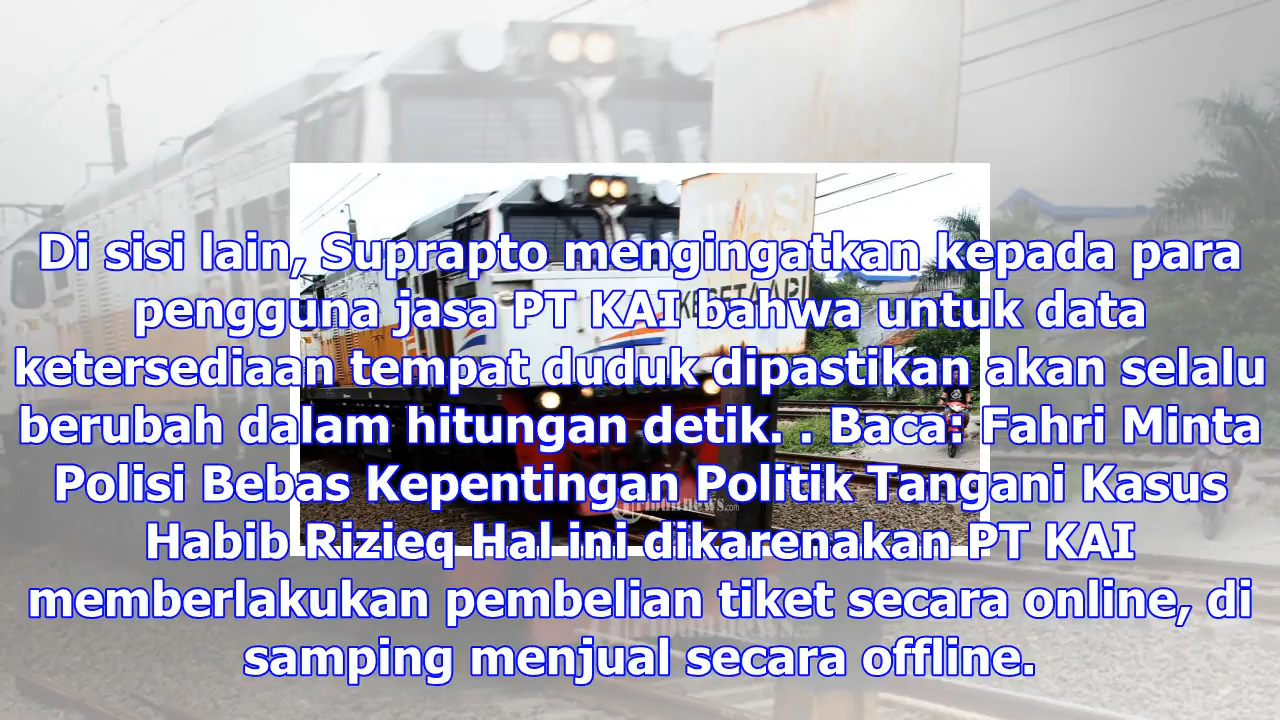 Di sisi lain, Suprapto mengingatkan kepada para
pengguna jasa PT KAI bahwa untuk data
ketersediaan tempat duduk dipastikan akan selalu
berubah dalam hitungan detik. . Baca: Fahri Minta
Polisi Bebas Kepentingan Politik Tangani Kasus
Habib Rizieq Hal ini dikarenakan PT KAI
memberlakukan pembelian tiket secara online, di
samping menjual secara offline.
KERETA API